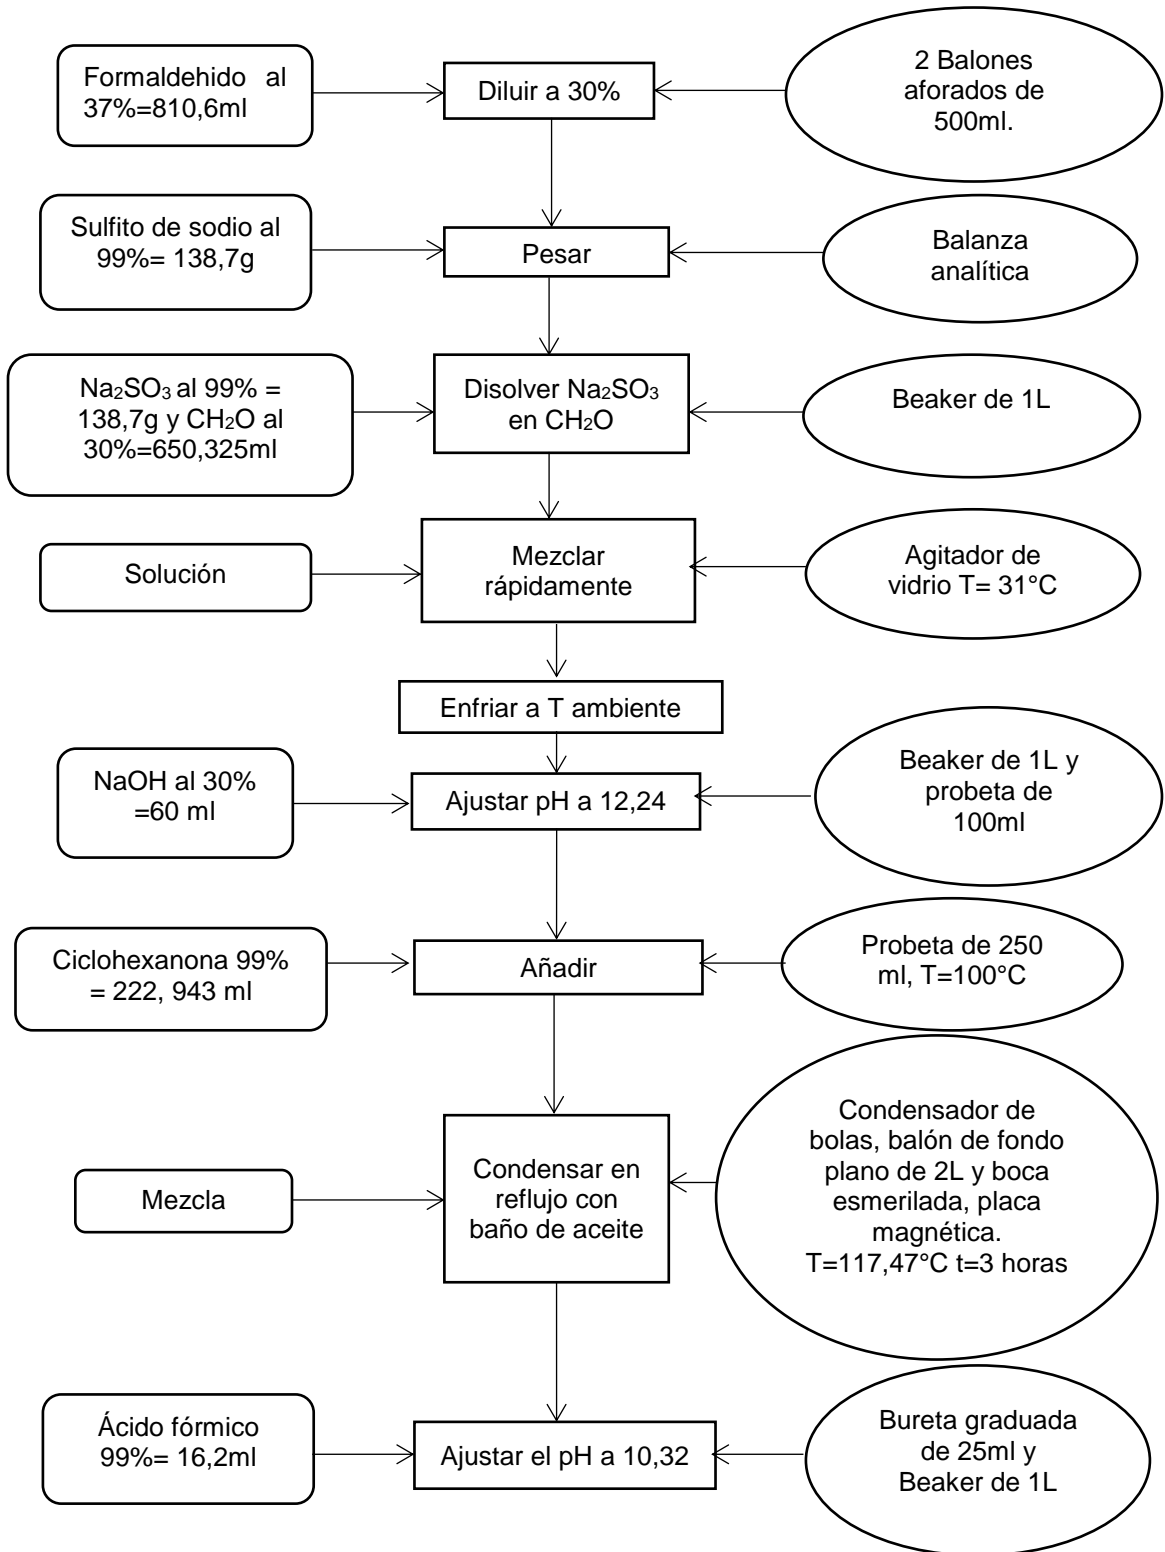 Formaldehido al
37%=810,6ml
Diluir a 30%
2 Balones
aforados de
500ml.
Sulfito de sodio al
99%= 138,7g
Pesar
Balanza
analítica
Na₂SO₃ al 99% =
138,7g y CH₂O al
30%=650,325ml
Disolver Na₂SO₃
en CH₂O
Beaker de 1L
Solución
Mezclar
rápidamente
Agitador de
vidrio T= 31°C
Enfriar a T ambiente
NaOH al 30%
=60 ml
Ajustar pH a 12,24
Beaker de 1L y
probeta de
100ml
Ciclohexanona 99%
= 222, 943 ml
Añadir
Probeta de 250
ml, T=100°C
Mezcla
Condensar en
reflujo con
baño de aceite
Condensador de
bolas, balón de fondo
plano de 2L y boca
esmerilada, placa
magnética.
T=117,47°C t=3 horas
Ácido fórmico
99%= 16,2ml
Ajustar el pH a 10,32
Bureta graduada
de 25ml y
Beaker de 1L